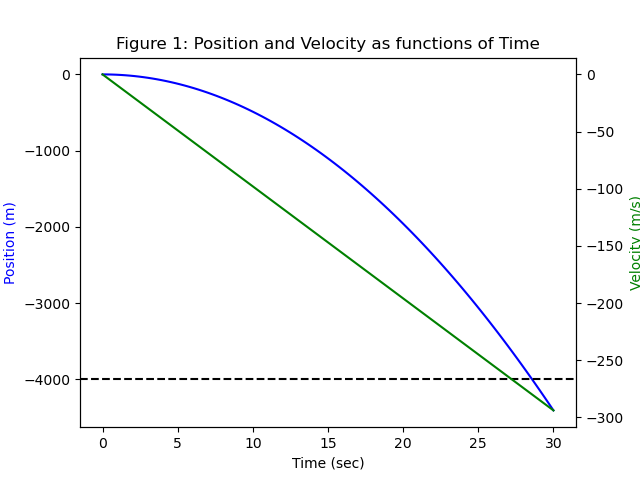 Figure 1: Position and Velocity as functions of Time
0
−1000
−2000
−3000
−4000
Position (m)
0
−50
−100
−150
−200
−250
−300
Velocity (m/s)
0 5 10 15 20 25 30
Time (sec)